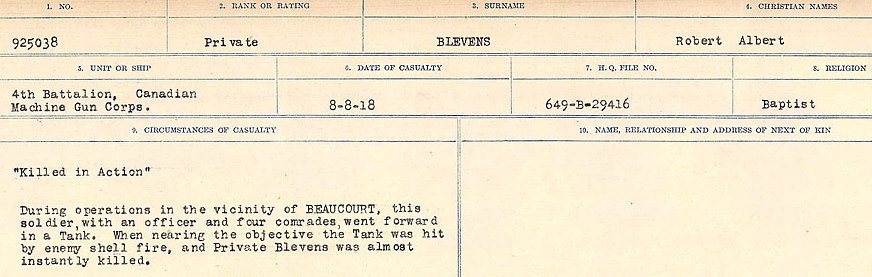 1. NO. 2. RANK OR RATING 3. SURNAME 4. CHRISTIAN NAMES
925038 Private BLEVENS Robert Albert
5. UNIT OR SHIP 6. DATE OF CASUALTY 7. H. Q. FILE NO. 8. RELIGION
4th Battalion, Canadian
Machine Gun Corps. 8-8-18 649-B-29416 Baptist
9. CIRCUMSTANCES OF CASUALTY 10. NAME, RELATIONSHIP AND ADDRESS OF NEXT OF KIN
"Killed in Action"
During operations in the vicinity of BEAUCOURT, this
soldier, with an officer and four comrades, went forward
in a Tank. When nearing the objective the Tank was hit
by enemy shell fire, and Private Blevens was almost
instantly killed.